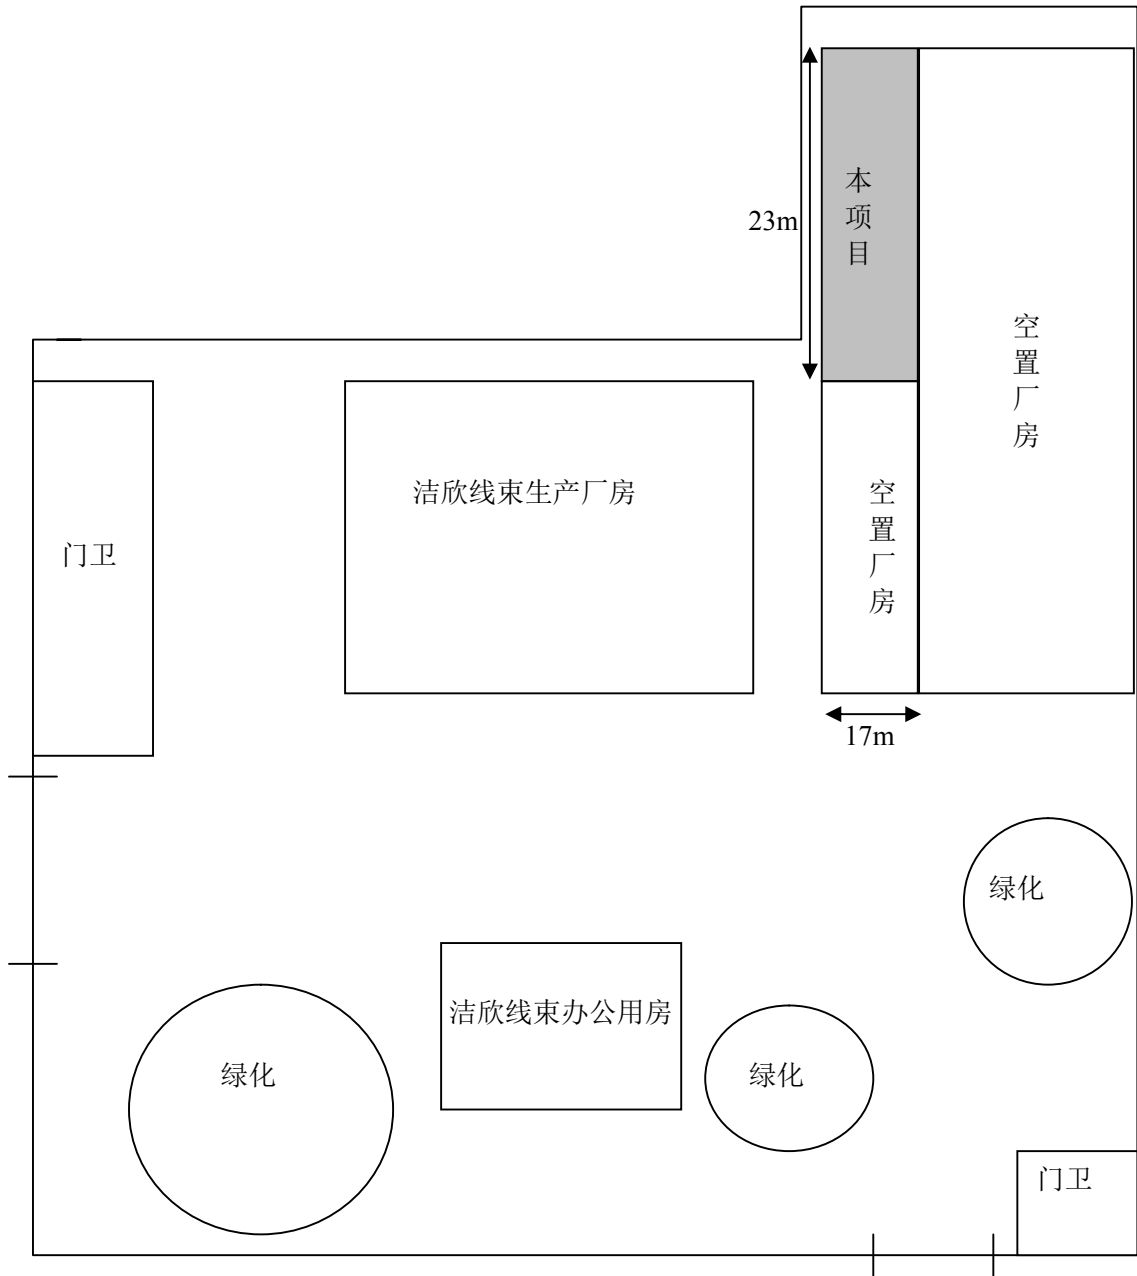 本项目
23m
空置厂房
洁欣线束生产厂房
空置厂房
门卫
17m
绿化
洁欣线束办公用房
绿化
绿化
门卫